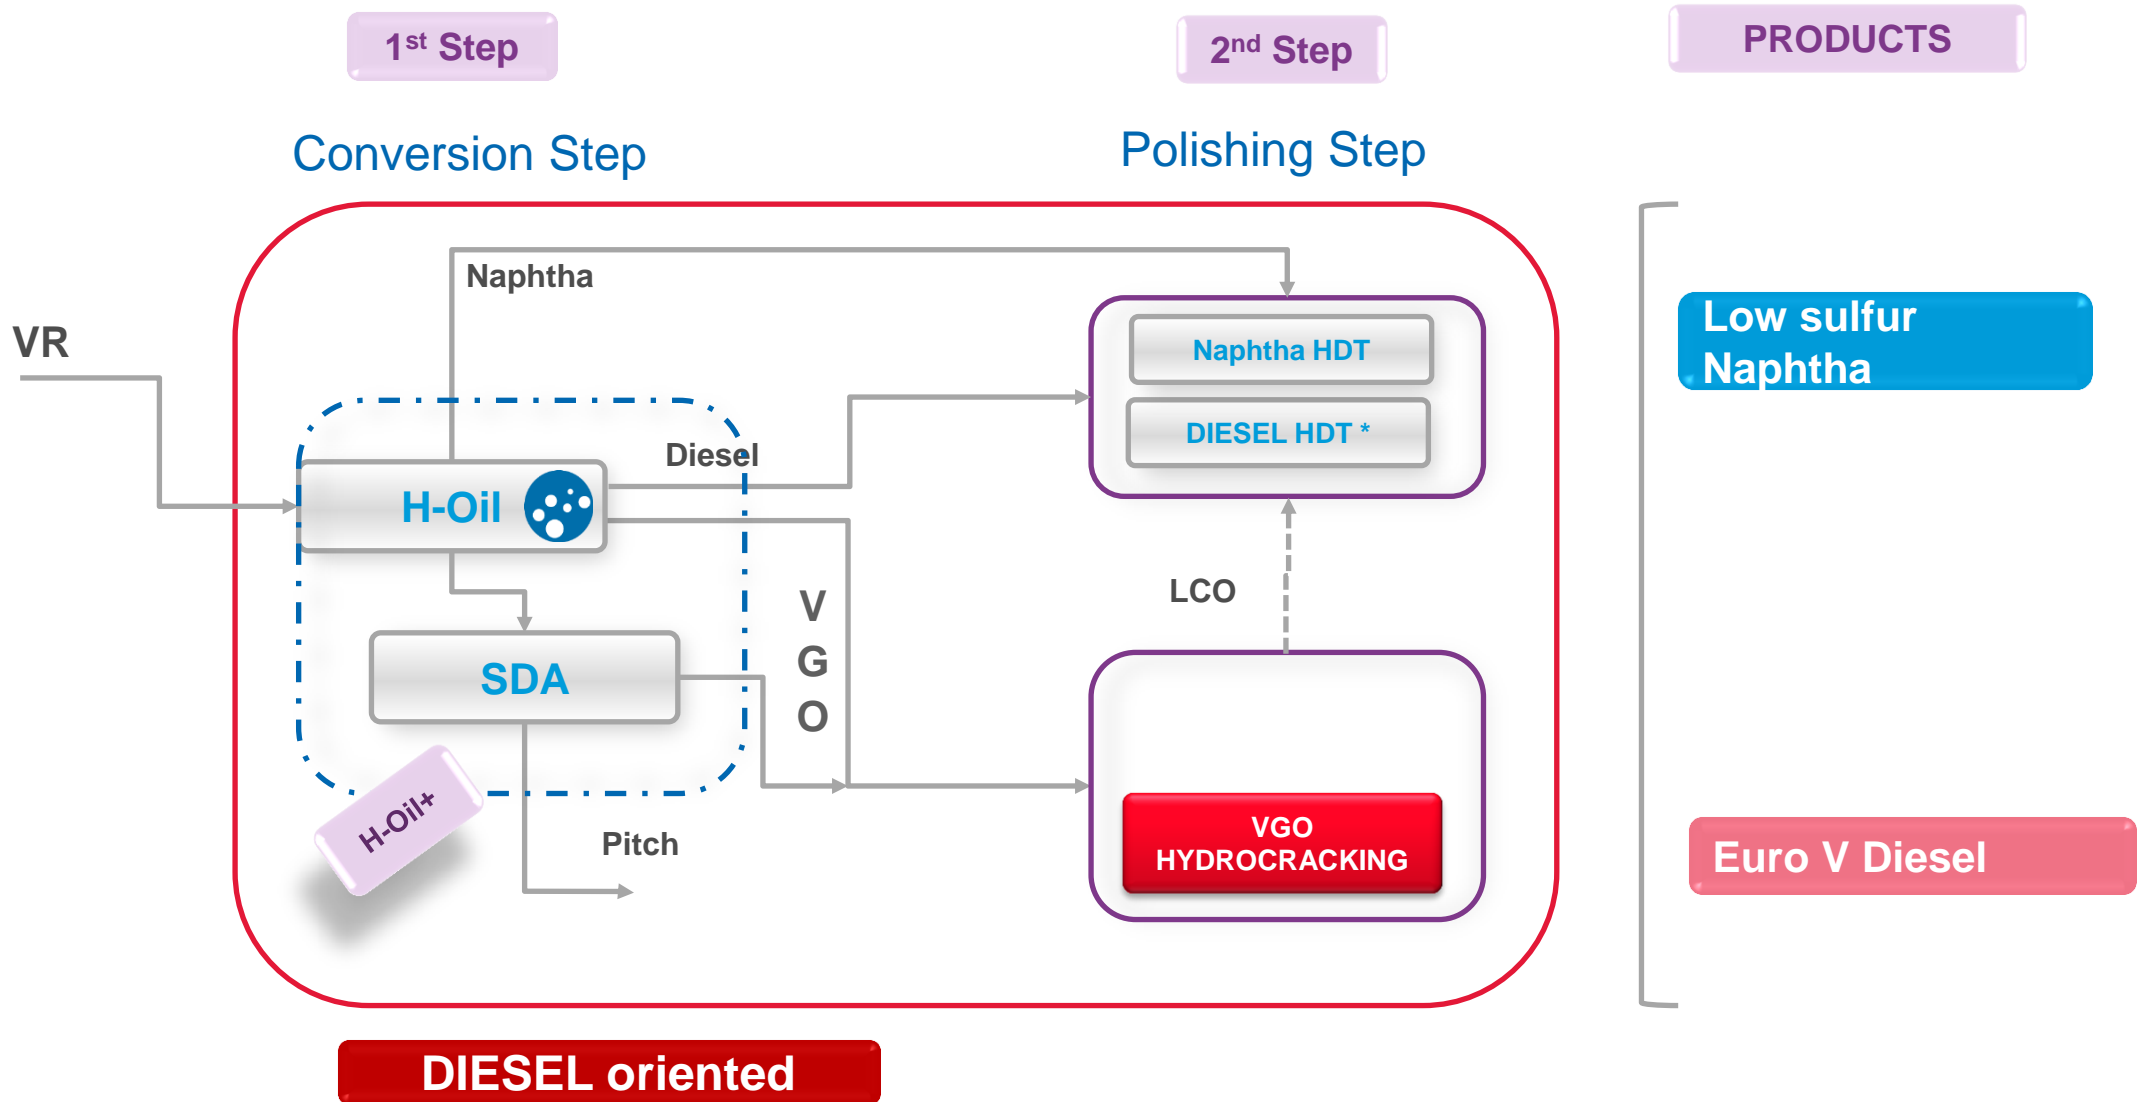 1st Step
2nd Step
PRODUCTS
Conversion Step
Polishing Step
Naphtha
VR
Naphtha HDT
DIESEL HDT *
Low sulfur
Naphtha
Diesel
H-Oil
V
G
O
LCO
SDA
H-Oil+
Pitch
VGO
HYDROCRACKING
Euro V Diesel
DIESEL oriented